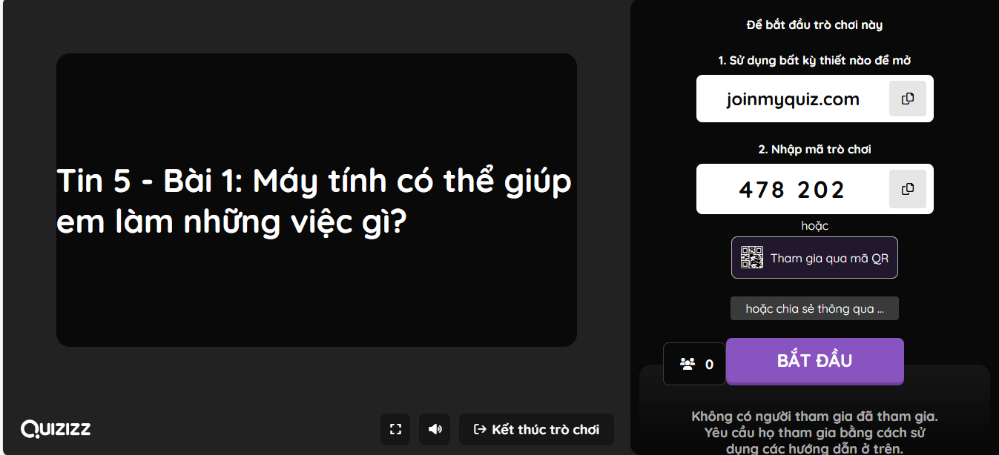 Tin 5 - Bài 1: Máy tính có thể giúp
em làm những việc gì?
QUIZIZZ
Kết thúc trò chơi
Để bắt đầu trò chơi này
1. Sử dụng bất kỳ thiết nào để mở
joinmyquiz.com
2. Nhập mã trò chơi
478 202
hoặc
Tham gia qua mã QR
hoặc chia sẻ thông qua ...
0
BẮT ĐẦU
Không có người tham gia đã tham gia.
Yêu cầu họ tham gia bằng cách sử
dụng các hướng dẫn ở trên.